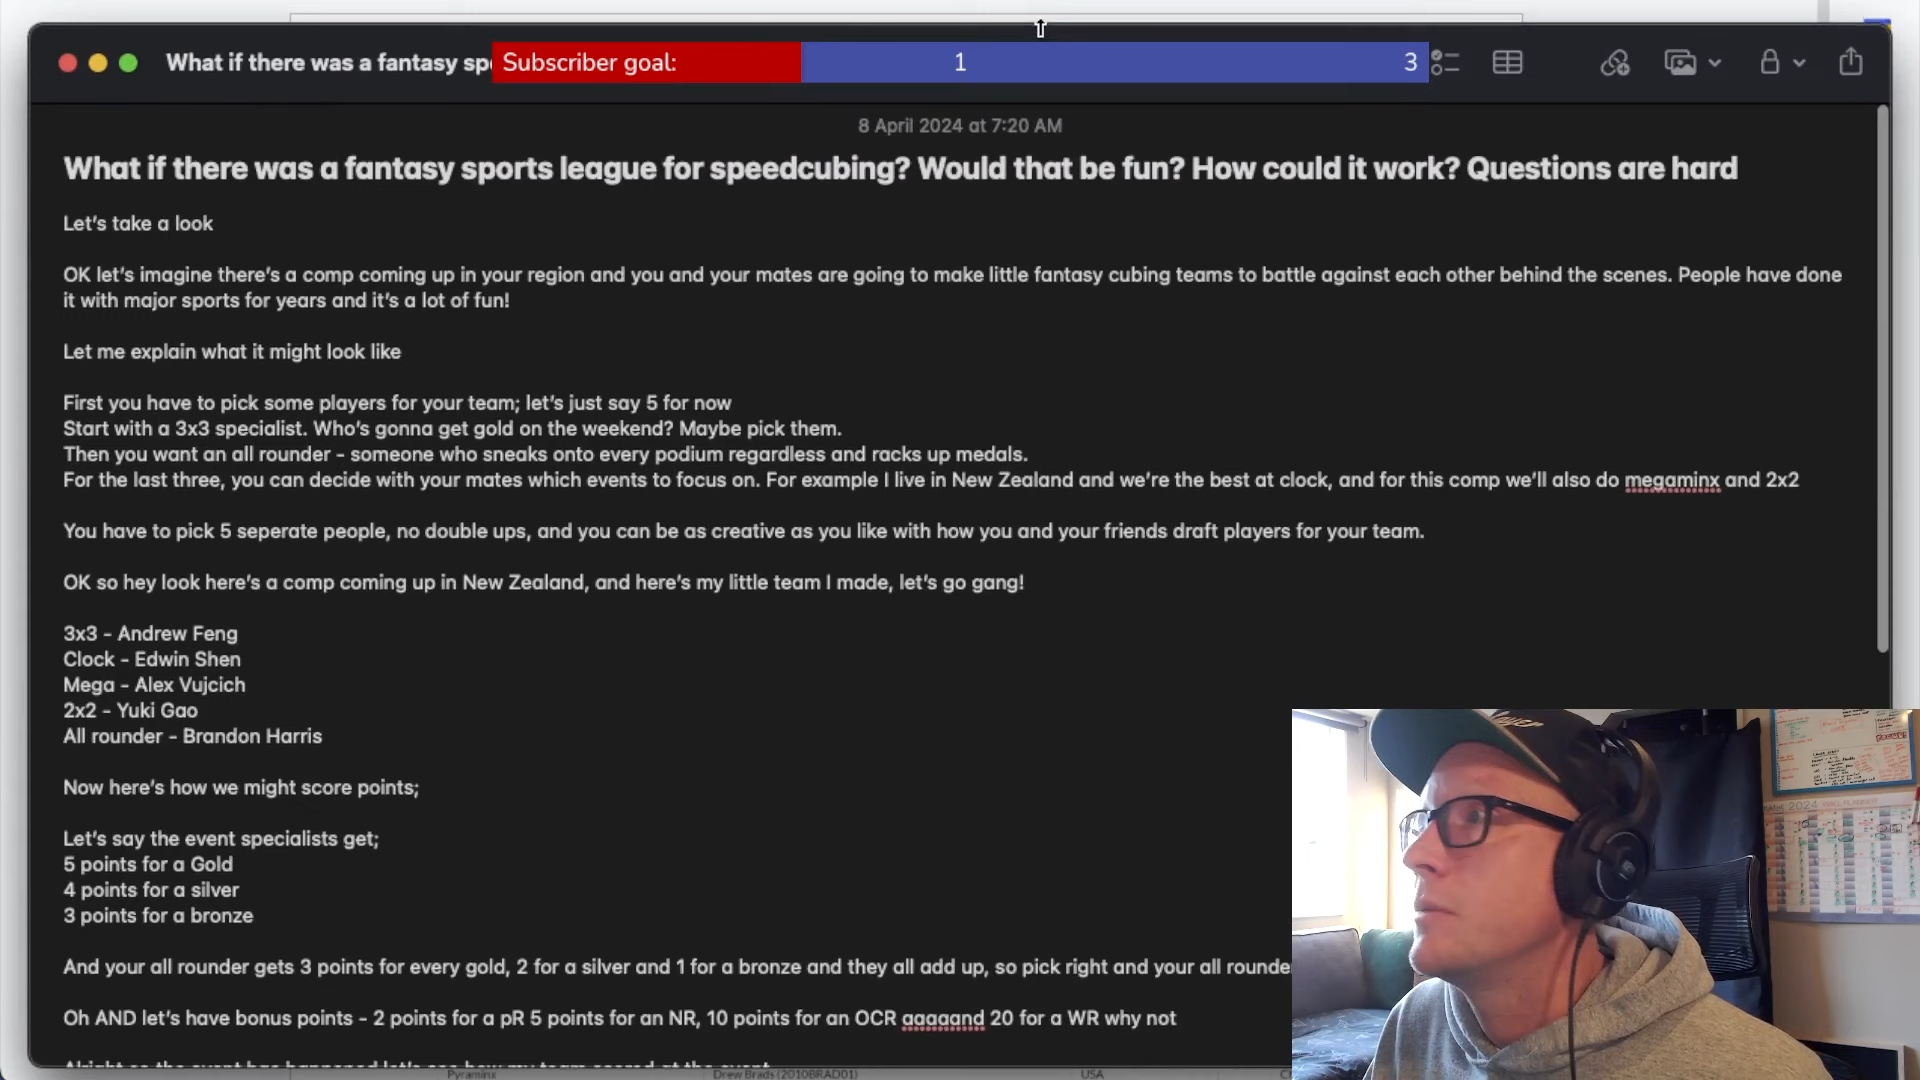 What if there was a fantasy sp
Subscriber goal:
1
3
8 April 2024 at 7:20 AM
What if there was a fantasy sports league for speedcubing? Would that be fun? How could it work? Questions are hard
Let's take a look
OK let's imagine there's a comp coming up in your region and you and your mates are going to make little fantasy cubing teams to battle against each other behind the scenes. People have done
it with major sports for years and it's a lot of fun!
Let me explain what it might look like
First you have to pick some players for your team; let's just say 5 for now
Start with a 3x3 specialist. Who's gonna get gold on the weekend? Maybe pick them.
Then you want an all rounder - someone who sneaks onto every podium regardless and racks up medals.
For the last three, you can decide with your mates which events to focus on. For example I live in New Zealand and we're the best at clock, and for this comp we'll also do megaminx and 2x2
You have to pick 5 seperate people, no double ups, and you can be as creative as you like with how you and your friends draft players for your team.
OK so hey look here's a comp coming up in New Zealand, and here's my little team I made, let's go gang!
3x3 - Andrew Feng
Clock - Edwin Shen
Mega - Alex Vujcich
2x2 - Yuki Gao
All rounder - Brandon Harris
Now here's how we might score points;
Let's say the event specialists get;
5 points for a Gold
4 points for a silver
3 points for a bronze
And your all rounder gets 3 points for every gold, 2 for a silver and 1 for a bronze and they all add up, so pick right and your all rounde
Oh AND let's have bonus points - 2 points for a pR 5 points for an NR, 10 points for an OCR aaaaand 20 for a WR why not
Pyraminx
Drew Brads (2010BRAD01)
USA